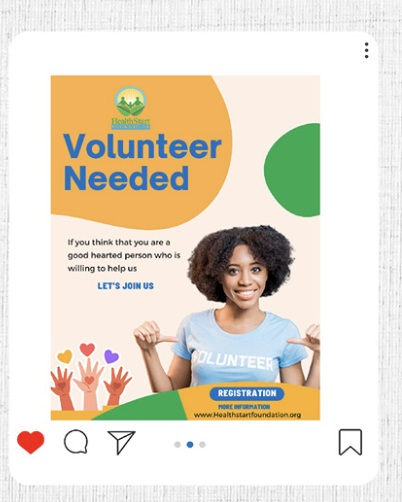 HealthStart
FOUNDATION
Volunteer
Needed
If you think that you are a
good hearted person who is
willing to help us
LET'S JOIN US
VOLUNTEER
REGISTRATION
MORE INFORMATION
www.Healthstartfoundation.org